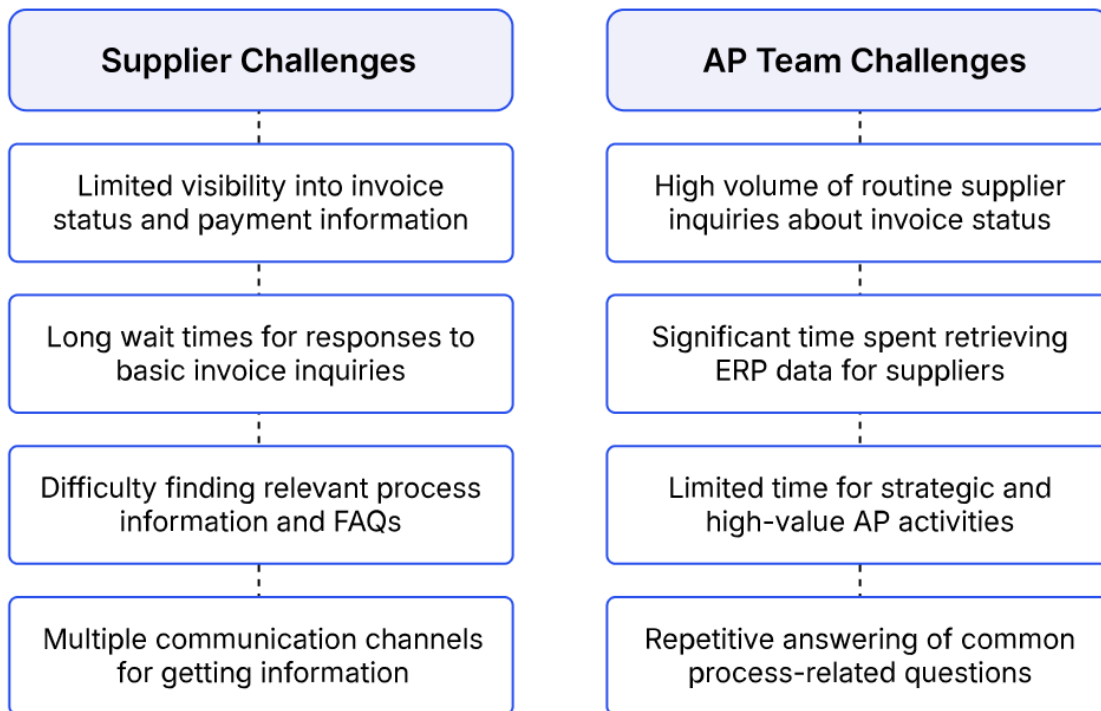 Supplier Challenges
Limited visibility into invoice
status and payment information
Long wait times for responses to
basic invoice inquiries
Difficulty finding relevant process
information and FAQs
Multiple communication channels
for getting information
AP Team Challenges
High volume of routine supplier
inquiries about invoice status
Significant time spent retrieving
ERP data for suppliers
Limited time for strategic and
high-value AP activities
Repetitive answering of common
process-related questions